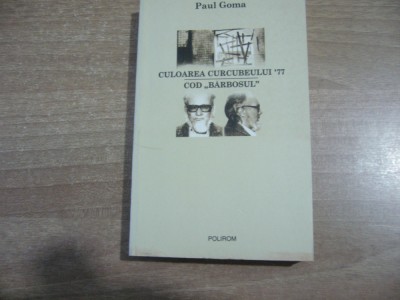 Paul Goma
CULOAREA CURCUBEULUI '77
COD „BĂRBOSUL”
POLIROM